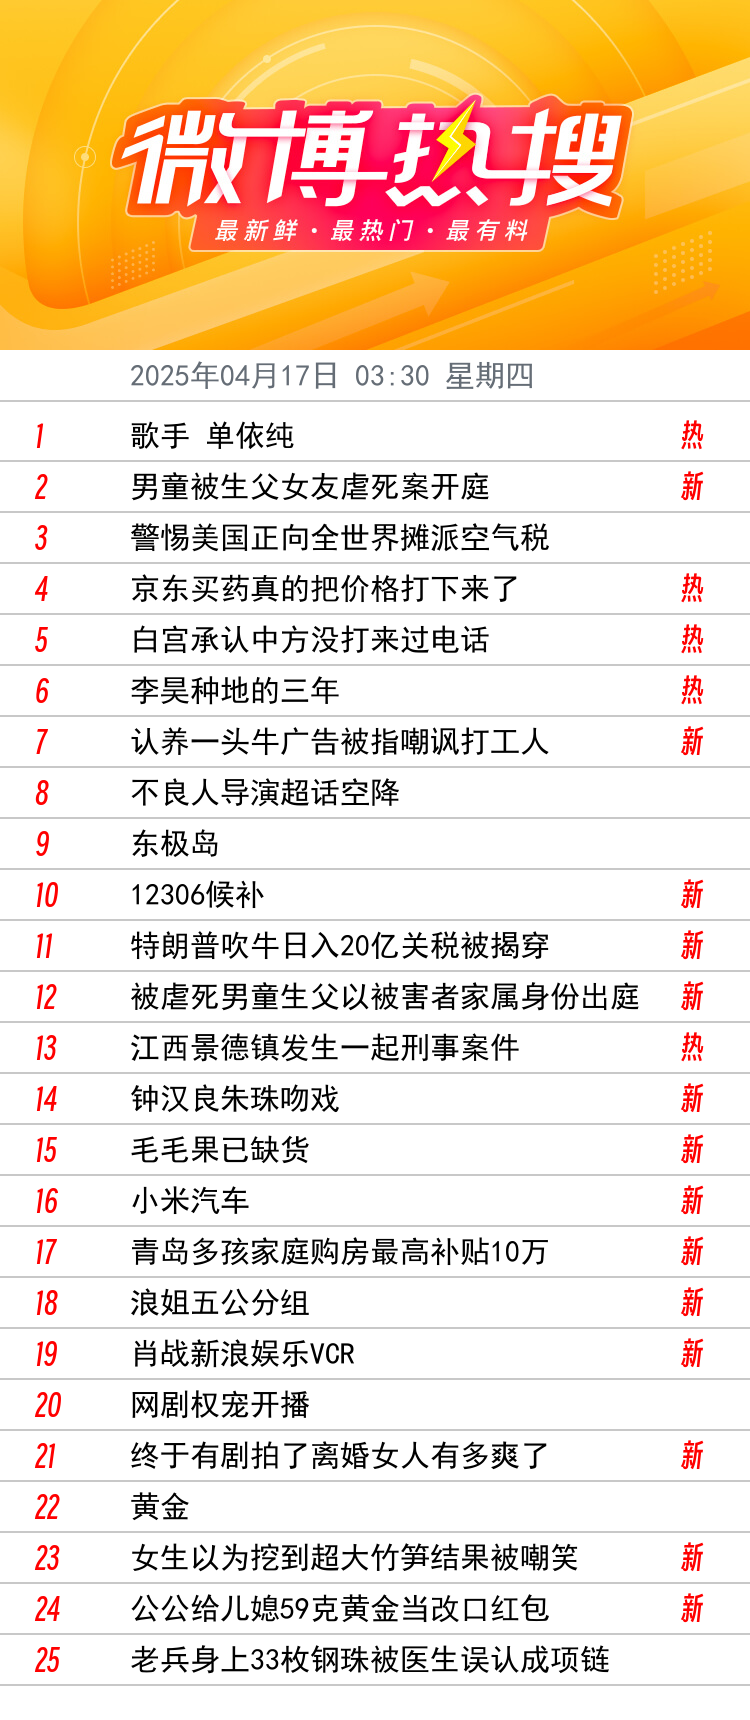 微博热搜
最新鲜·最热门·最有料
2025年04月17日 03:30 星期四
1 歌手 单依纯 热
2 男童被生父女友虐死案开庭 新
3 警惕美国正向全世界摊派空气税
4 京东买药真的把价格打下来了 热
5 白宫承认中方没打来过电话 热
6 李昊种地的三年 热
7 认养一头牛广告被指嘲讽打工人 新
8 不良人导演超话空降
9 东极岛
10 12306候补 新
11 特朗普吹牛日入20亿关税被揭穿 新
12 被虐死男童生父以被害者家属身份出庭 新
13 江西景德镇发生一起刑事案件 热
14 钟汉良朱珠吻戏 新
15 毛毛果已缺货 新
16 小米汽车 新
17 青岛多孩家庭购房最高补贴10万 新
18 浪姐五公分组 新
19 肖战新浪娱乐VCR 新
20 网剧权宠开播
21 终于有剧拍了离婚女人有多爽了 新
22 黄金
23 女生以为挖到超大竹笋结果被嘲笑 新
24 公公给儿媳59克黄金当改口红包 新
25 老兵身上33枚钢珠被医生误认成项链